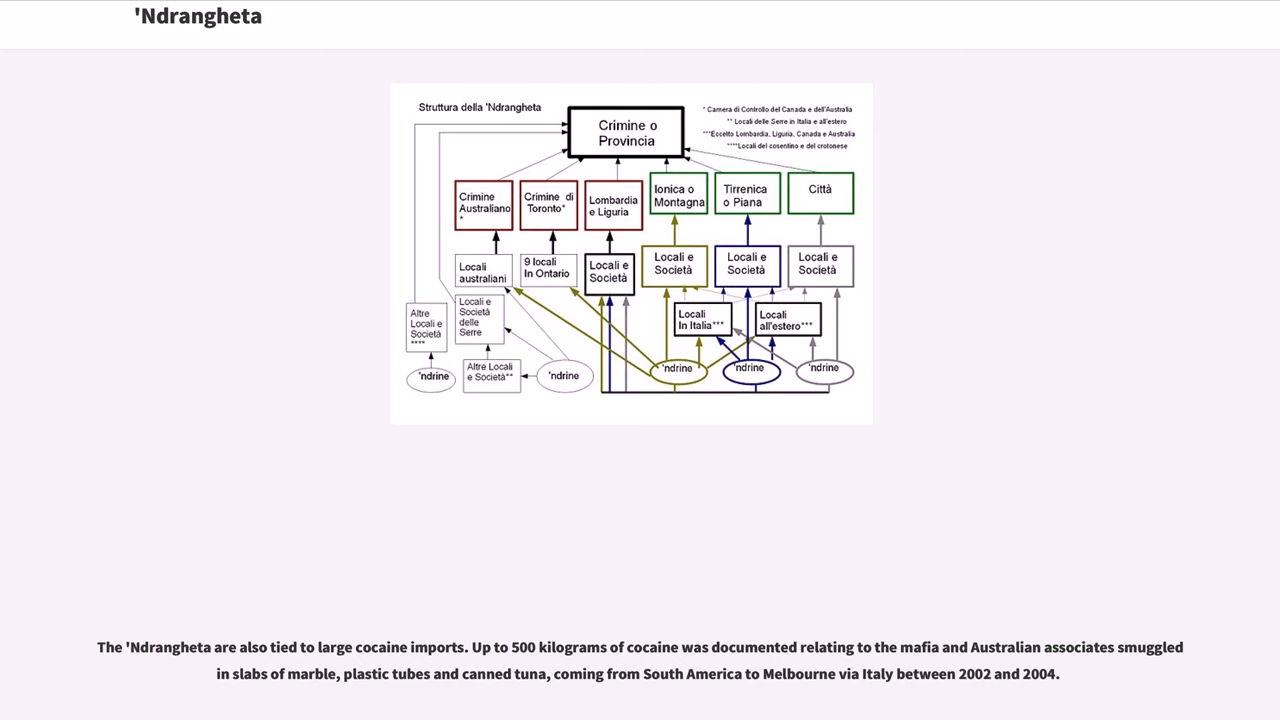 'Ndrangheta
Struttura della 'Ndrangheta
* Camera di Controllo del Canada e dell'Australia
** Locali delle Serre in Italia e all'estero
***Eccetto Lombardia, Liguria, Canada e Australia
****Locali del cosentino e del crotonese
Crimine o
Provincia
Crimine
Australiano
*
Crimine di
Toronto*
Lombardia
e Liguria
Ionica o
Montagna
Tirrenica
o Piana
Città
Locali
australiani
9 locali
In Ontario
Locali e
Società
Locali e
Società
Locali e
Società
Locali e
Società
Altre
Locali e
Società
****
Locali e
Società
delle
Serre
Locali
In Italia***
Locali
all'estero***
'ndrine
Altre Locali
e Società**
'ndrine
'ndrine
'ndrine
'ndrine
The 'Ndrangheta are also tied to large cocaine imports. Up to 500 kilograms of cocaine was documented relating to the mafia and Australian associates smuggled
in slabs of marble, plastic tubes and canned tuna, coming from South America to Melbourne via Italy between 2002 and 2004.